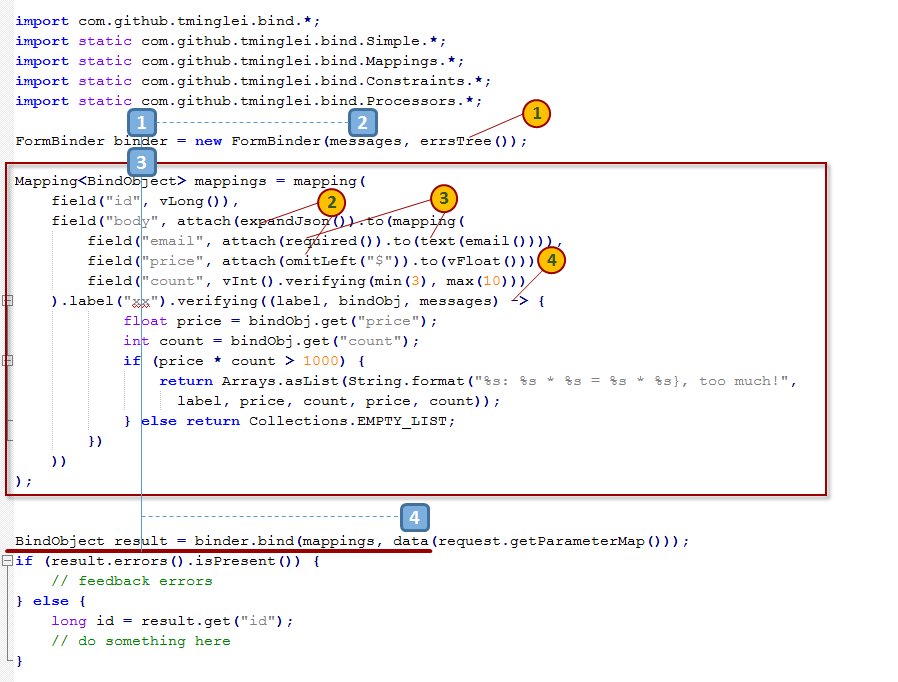 import com.github.tminglei.bind.*;
import static com.github.tminglei.bind.Simple.*;
import static com.github.tminglei.bind.Mappings.*;
import static com.github.tminglei.bind.Constraints.*;
import static com.github.tminglei.bind.Processors.*;
1 2 1
FormBinder binder = new FormBinder(messages, errsTree());
3
Mapping<BindObject> mappings = mapping(
field("id", vLong()),
2 3
field("body", attach(expandJson()).to(mapping(
field("email", attach(required()).to(text(email()))),
field("price", attach(omitLeft("$")).to(vFloat())),
4
field("count", vInt().verifying(min(3), max(10)))
).label("xx").verifying((label, bindObj, messages) -> {
float price = bindObj.get("price");
int count = bindObj.get("count");
if (price * count > 1000) {
return Arrays.asList(String.format("%s: %s * %s = %s * %s}, too much!",
label, price, count, price, count));
} else return Collections.EMPTY_LIST;
})
))
);
4
BindObject result = binder.bind(mappings, data(request.getParameterMap()));
if (result.errors().isPresent()) {
// feedback errors
} else {
long id = result.get("id");
// do something here
}